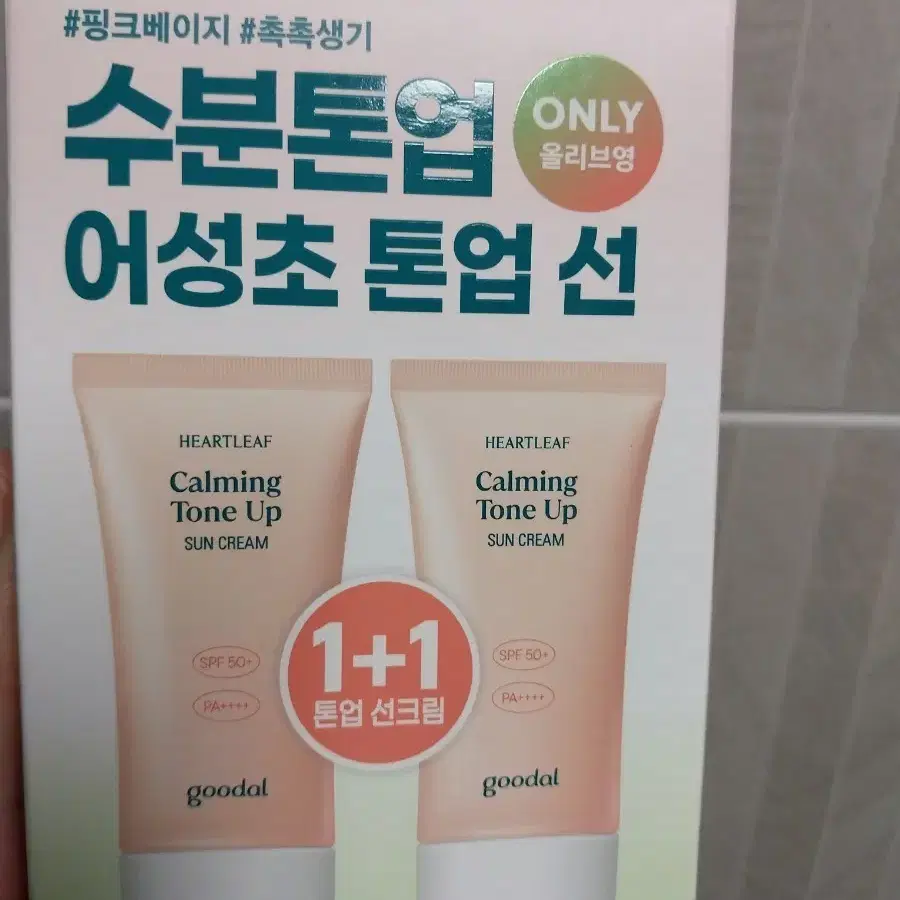 #핑크베이지 #촉촉생기
수분톤업
ONLY
올리브영
어성초 톤업 선
HEARTLEAF
Calming
Tone Up
SUN CREAM
SPF 50+
PA++++
goodal
HEARTLEAF
Calming
Tone Up
SUN CREAM
SPF 50+
PA++++
goodal
1+1
톤업 선크림